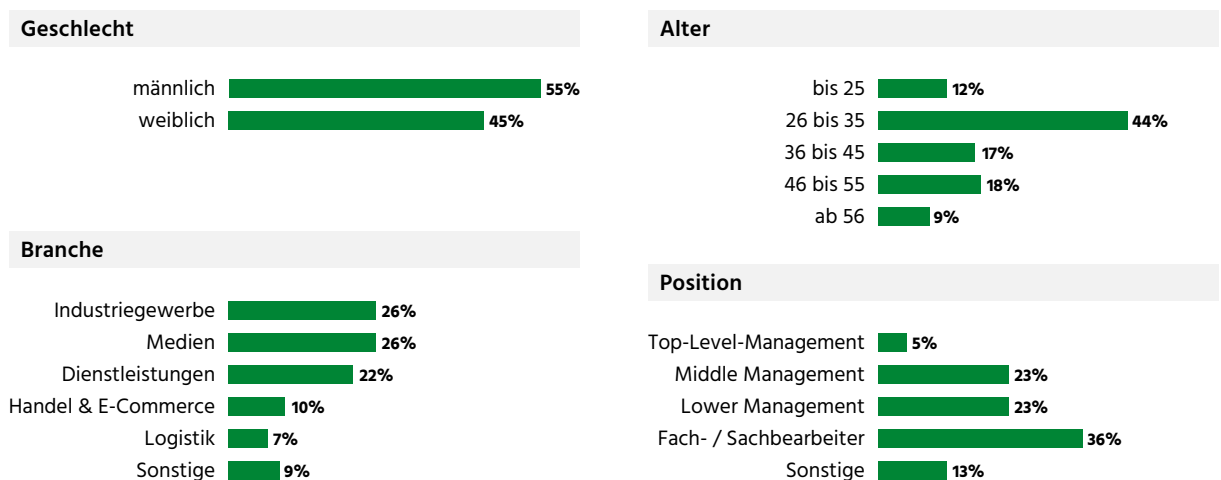 Geschlecht
männlich 55%
weiblich 45%
Branche
Industriegewerbe 26%
Medien 26%
Dienstleistungen 22%
Handel & E-Commerce 10%
Logistik 7%
Sonstige 9%
Alter
bis 25 12%
26 bis 35 44%
36 bis 45 17%
46 bis 55 18%
ab 56 9%
Position
Top-Level-Management 5%
Middle Management 23%
Lower Management 23%
Fach- / Sachbearbeiter 36%
Sonstige 13%